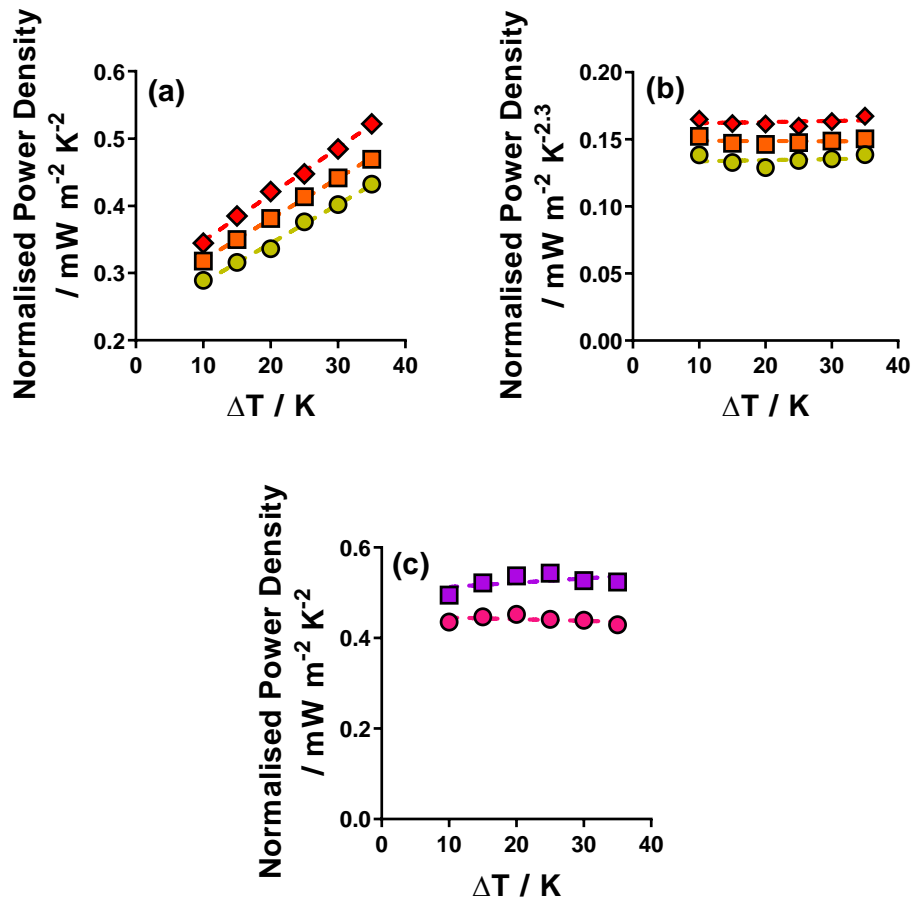 (a)
Normalised Power Density
/ mW m-2 K-2
0.6
0.5
0.4
0.3
0.2
0 10 20 30 40
ΔT / K
(b)
Normalised Power Density
/ mW m-2 K-2.3
0.20
0.15
0.10
0.05
0.00
0 10 20 30 40
ΔT / K
(c)
Normalised Power Density
/ mW m-2 K-2
0.6
0.4
0.2
0.0
0 10 20 30 40
ΔT / K